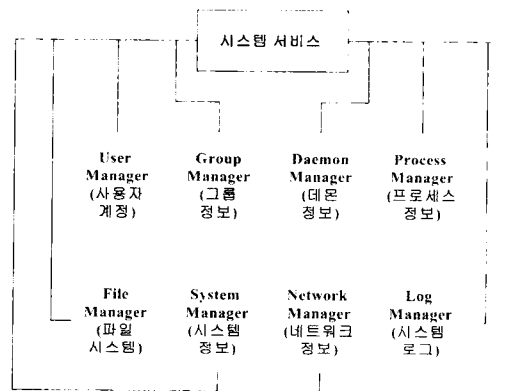 시스템 서비스
User Manager (사용자 계정)
Group Manager (그룹 정보)
Daemon Manager (데몬 정보)
Process Manager (프로세스 정보)
File Manager (파일 시스템)
System Manager (시스템 정보)
Network Manager (네트워크 정보)
Log Manager (시스템 로그)